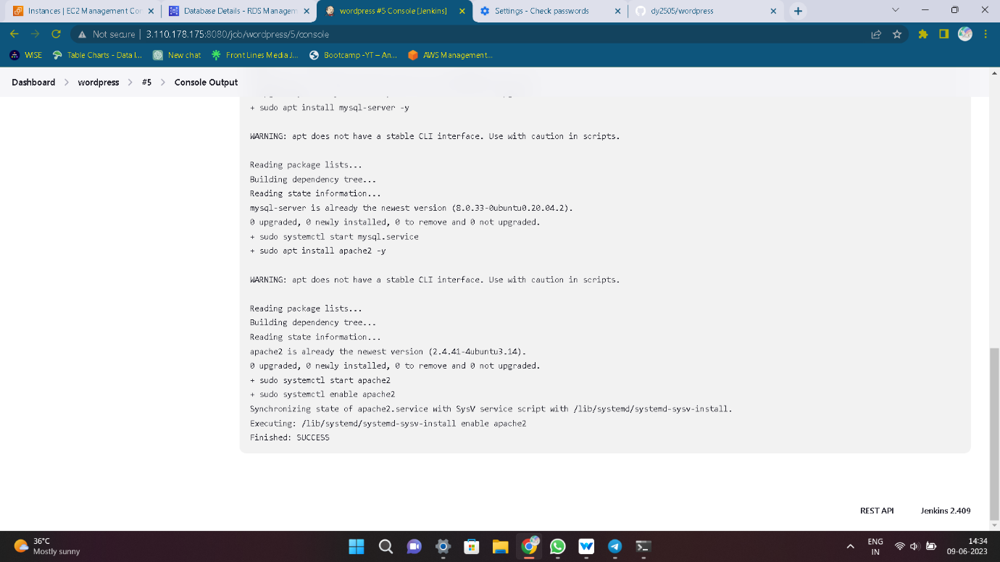 Instances | EC2 Management Con
Database Details - RDS Managem
wordpress #5 Console [Jenkins]
Settings - Check passwords
dy2505/wordpress
Not secure | 3.110.178.175:8080/job/wordpress/5/console
WISE
Table Charts - Data I...
New chat
Front Lines Media J...
Bootcamp -YT – An...
AWS Management...
Dashboard > wordpress > #5 > Console Output
+ sudo apt install mysql-server -y
WARNING: apt does not have a stable CLI interface. Use with caution in scripts.
Reading package lists...
Building dependency tree...
Reading state information...
mysql-server is already the newest version (8.0.33-0ubuntu0.20.04.2).
0 upgraded, 0 newly installed, 0 to remove and 0 not upgraded.
+ sudo systemctl start mysql.service
+ sudo apt install apache2 -y
WARNING: apt does not have a stable CLI interface. Use with caution in scripts.
Reading package lists...
Building dependency tree...
Reading state information...
apache2 is already the newest version (2.4.41-4ubuntu3.14).
0 upgraded, 0 newly installed, 0 to remove and 0 not upgraded.
+ sudo systemctl start apache2
+ sudo systemctl enable apache2
Synchronizing state of apache2.service with SysV service script with /lib/systemd/systemd-sysv-install.
Executing: /lib/systemd/systemd-sysv-install enable apache2
Finished: SUCCESS
REST API
Jenkins 2.409
36°C
Mostly sunny
ENG
IN
14:34
09-06-2023